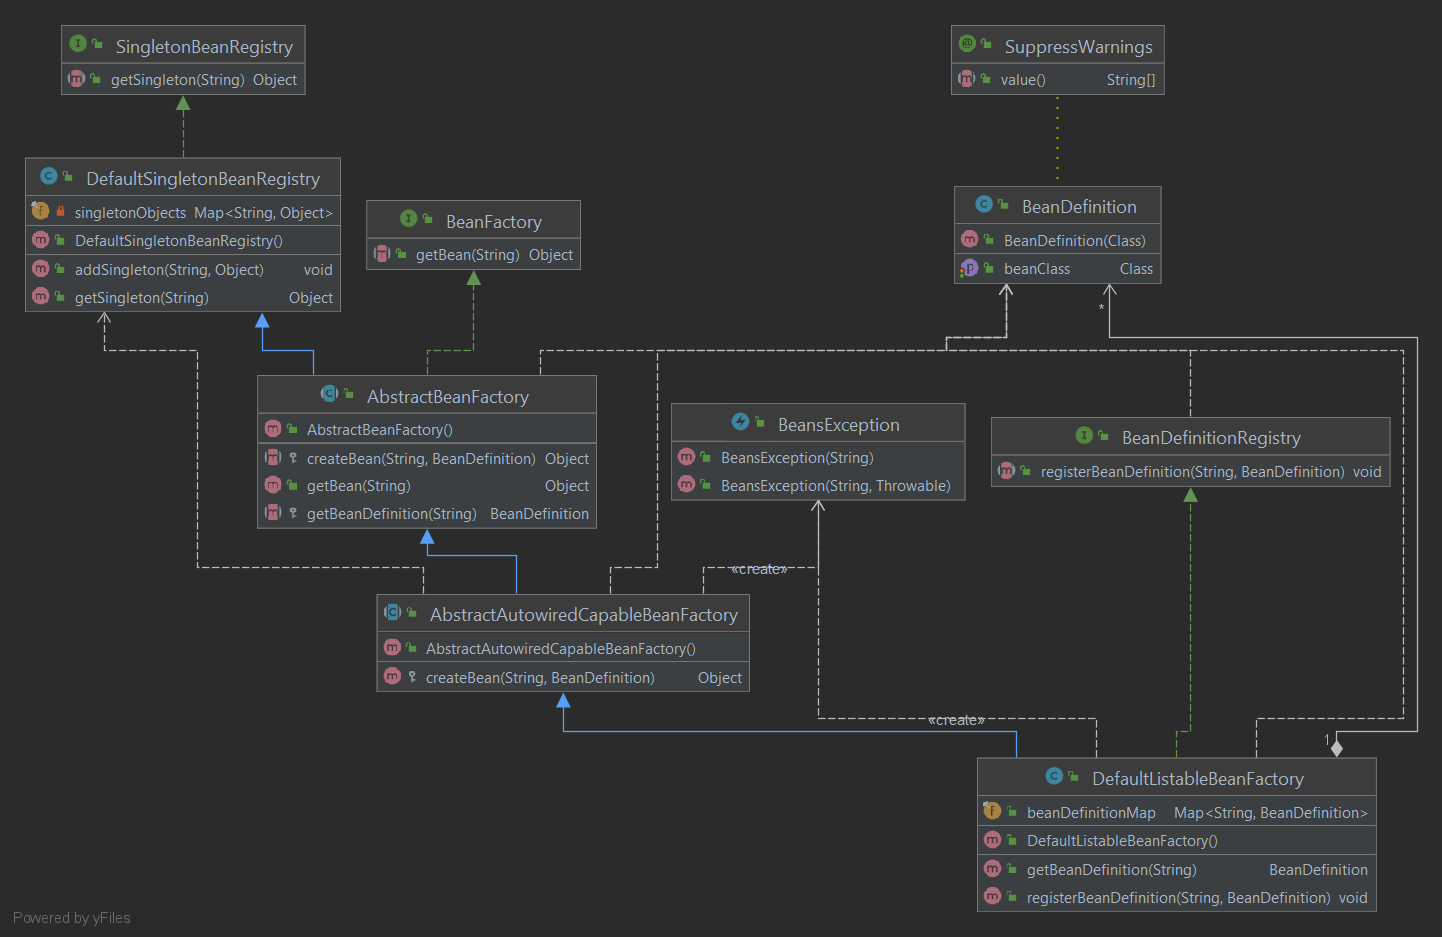 SingletonBeanRegistry
getSingleton(String) Object
SuppressWarnings
value() String[]
DefaultSingletonBeanRegistry
singletonObjects Map<String, Object>
DefaultSingletonBeanRegistry()
addSingleton(String, Object) void
getSingleton(String) Object
BeanFactory
getBean(String) Object
BeanDefinition
BeanDefinition(Class)
beanClass Class
*
AbstractBeanFactory
AbstractBeanFactory()
createBean(String, BeanDefinition) Object
getBean(String) Object
getBeanDefinition(String) BeanDefinition
BeansException
BeansException(String)
BeansException(String, Throwable)
BeanDefinitionRegistry
registerBeanDefinition(String, BeanDefinition) void
«create»
AbstractAutowiredCapableBeanFactory
AbstractAutowiredCapableBeanFactory()
createBean(String, BeanDefinition) Object
«create»
1
DefaultListableBeanFactory
beanDefinitionMap Map<String, BeanDefinition>
DefaultListableBeanFactory()
getBeanDefinition(String) BeanDefinition
registerBeanDefinition(String, BeanDefinition) void
Powered by yFiles